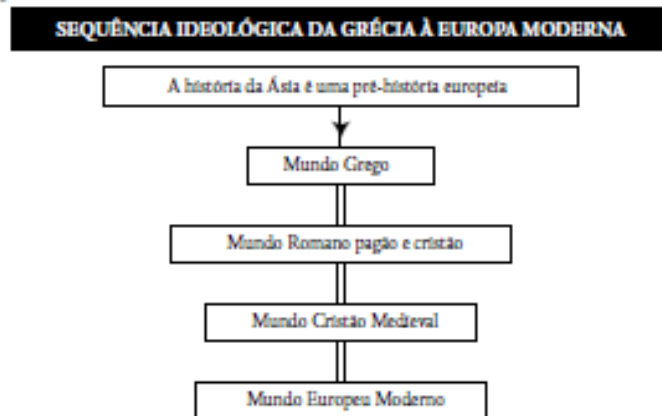 SEQUÊNCIA IDEOLÓGICA DA GRÉCIA À EUROPA MODERNA
A história da Ásia é uma pré-história europeia
Mundo Grego
Mundo Romano pagão e cristão
Mundo Cristão Medieval
Mundo Europeu Moderno